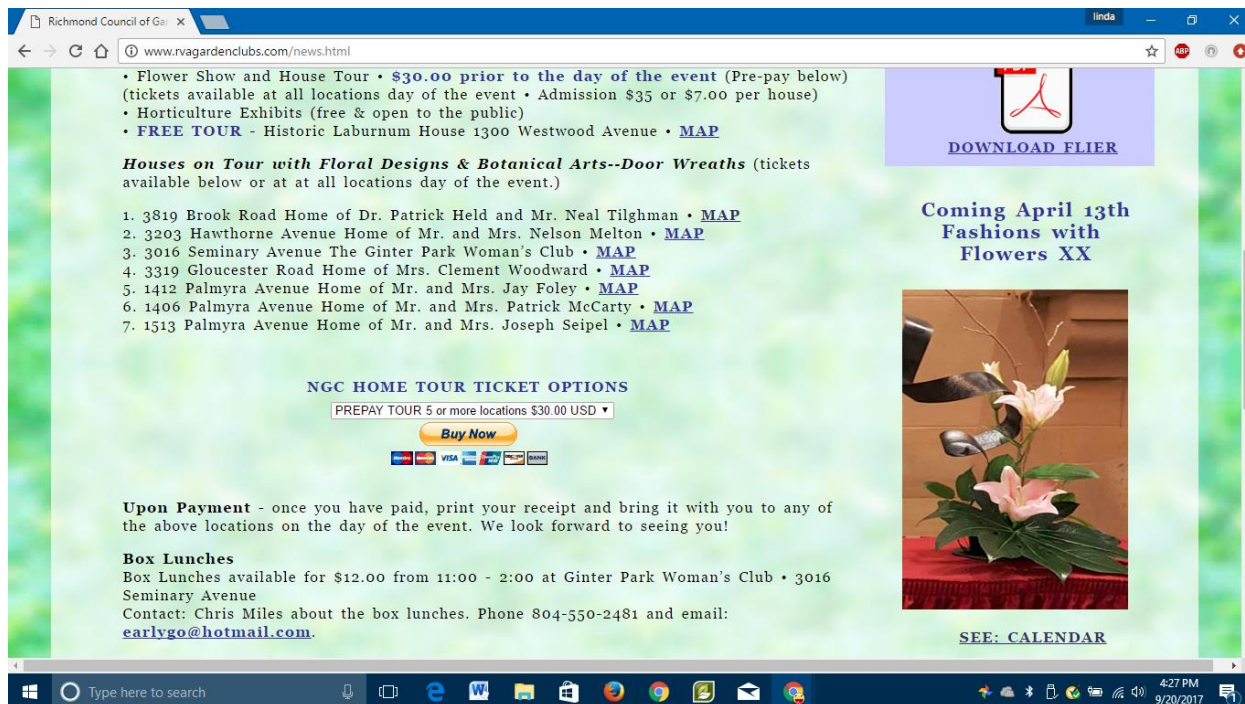 Richmond Council of Ga
linda
www.rvagardenclubs.com/news.html
ABP
• Flower Show and House Tour • $30.00 prior to the day of the event (Pre-pay below)
(tickets available at all locations day of the event • Admission $35 or $7.00 per house)
• Horticulture Exhibits (free & open to the public)
• FREE TOUR - Historic Laburnum House 1300 Westwood Avenue • MAP
Houses on Tour with Floral Designs & Botanical Arts--Door Wreaths (tickets
available below or at at all locations day of the event.)
1. 3819 Brook Road Home of Dr. Patrick Held and Mr. Neal Tilghman • MAP
2. 3203 Hawthorne Avenue Home of Mr. and Mrs. Nelson Melton • MAP
3. 3016 Seminary Avenue The Ginter Park Woman's Club • MAP
4. 3319 Gloucester Road Home of Mrs. Clement Woodward • MAP
5. 1412 Palmyra Avenue Home of Mr. and Mrs. Jay Foley • MAP
6. 1406 Palmyra Avenue Home of Mr. and Mrs. Patrick McCarty • MAP
7. 1513 Palmyra Avenue Home of Mr. and Mrs. Joseph Seipel • MAP
NGC HOME TOUR TICKET OPTIONS
PREPAY TOUR 5 or more locations $30.00 USD
Buy Now
VISA
BANK
Upon Payment - once you have paid, print your receipt and bring it with you to any of
the above locations on the day of the event. We look forward to seeing you!
Box Lunches
Box Lunches available for $12.00 from 11:00 - 2:00 at Ginter Park Woman's Club • 3016
Seminary Avenue
Contact: Chris Miles about the box lunches. Phone 804-550-2481 and email:
earlygo@hotmail.com.
DOWNLOAD FLIER
Coming April 13th
Fashions with
Flowers XX
SEE: CALENDAR
Type here to search
4:27 PM
9/20/2017